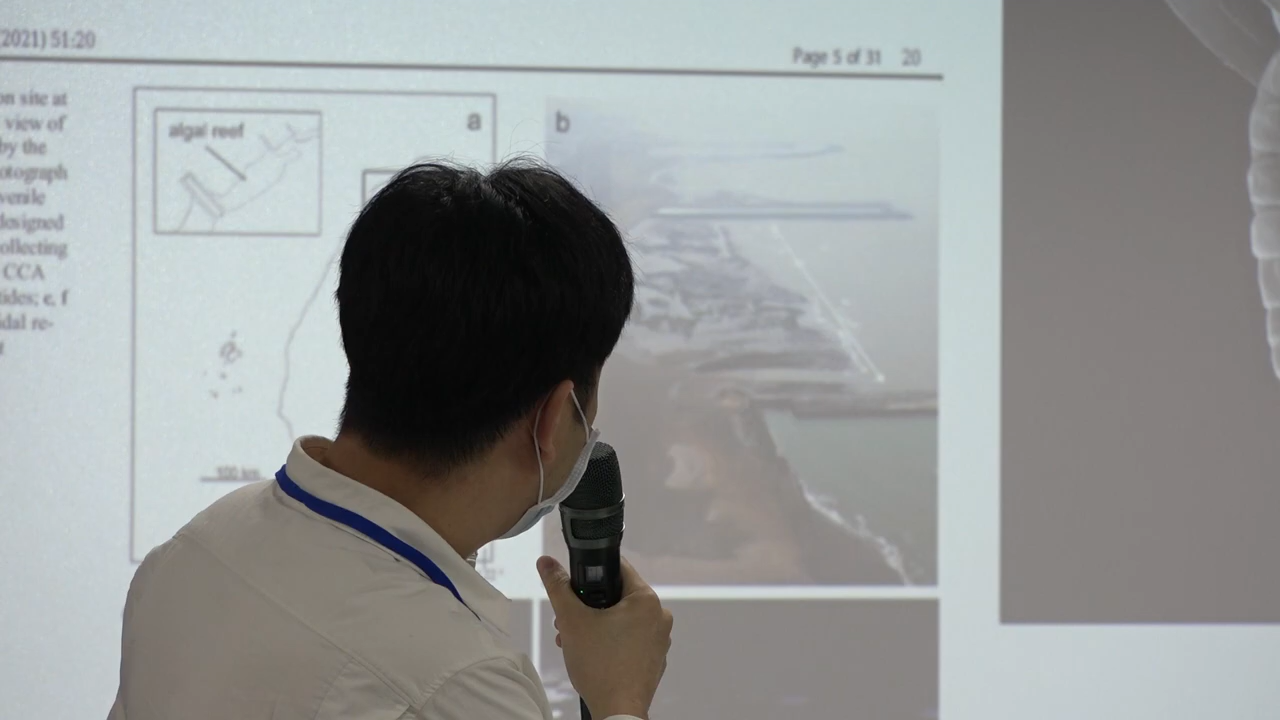 (2021) 51:20
Page 5 of 31 20
on site at
view of
by the
otograph
venile
designed
ollecting
CCA
tides; e, f
idal re-
algal reef
a
b
100 km